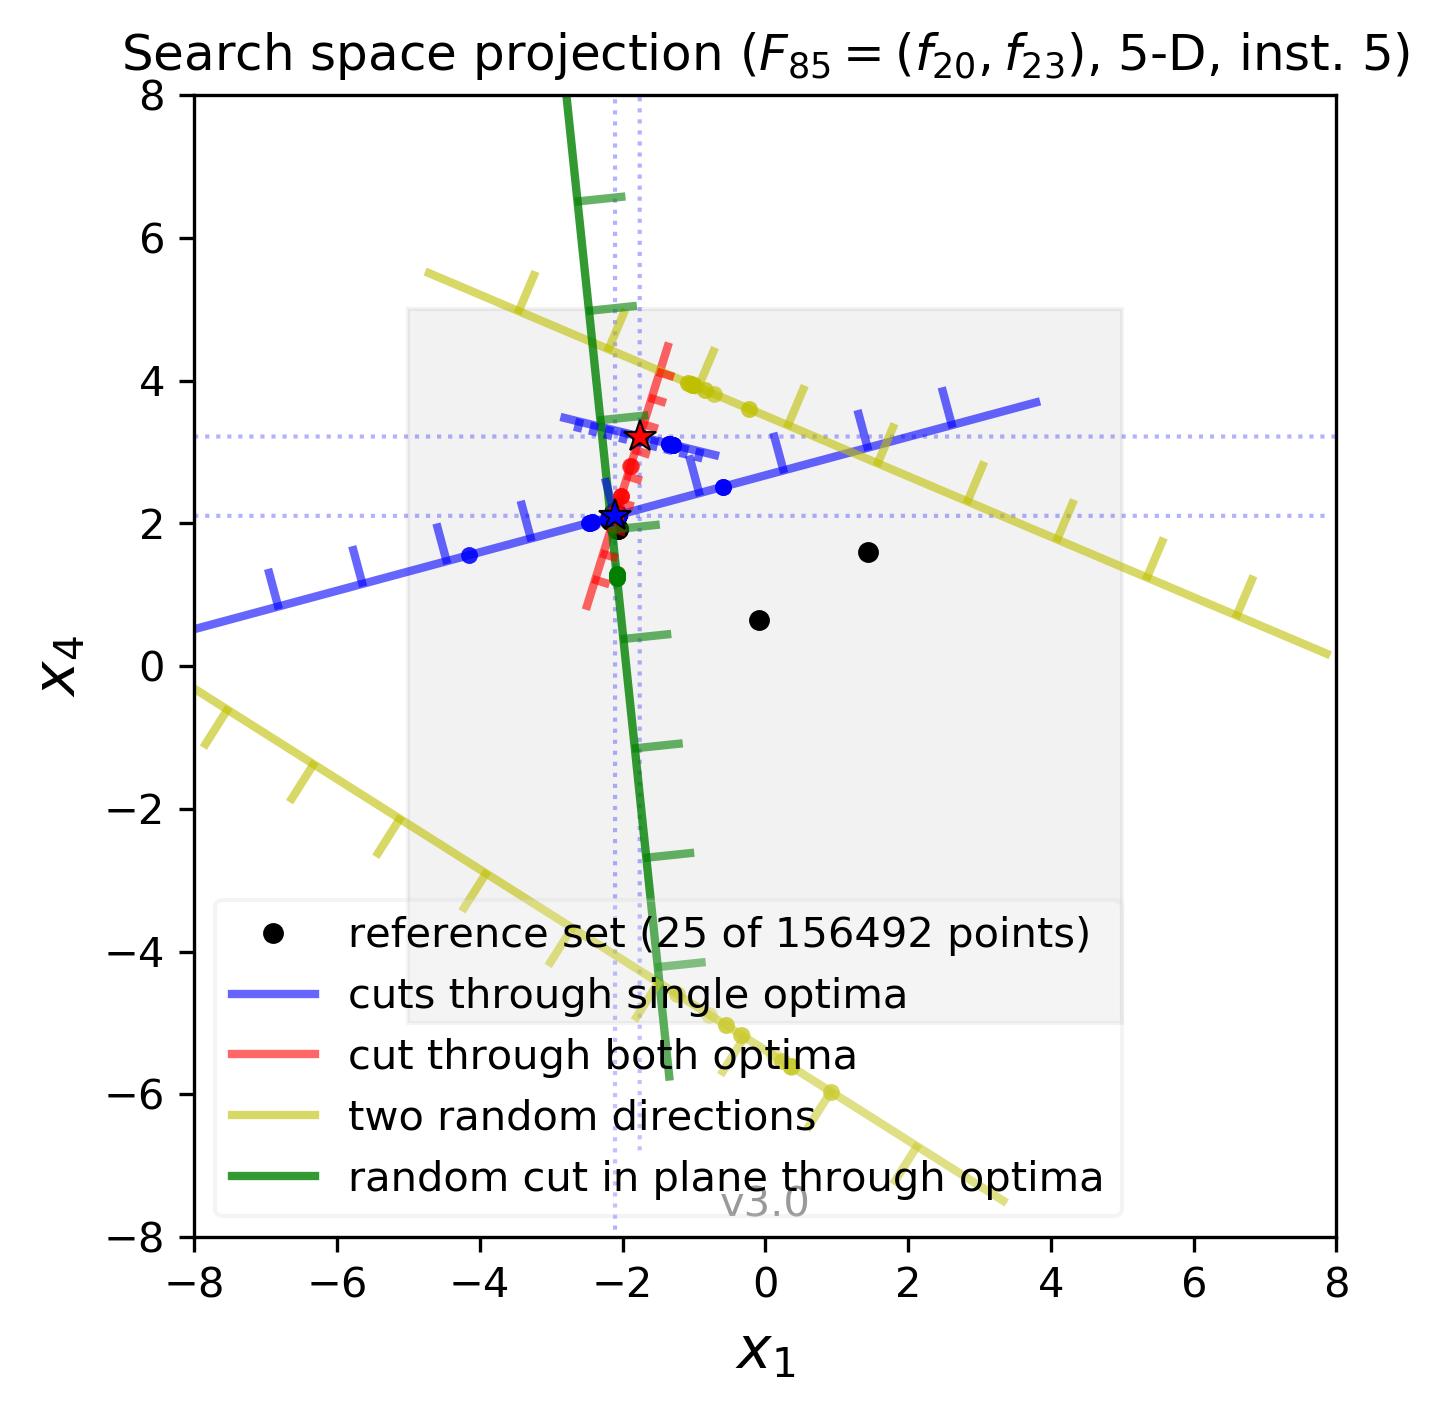 Search space projection (F₈₅ = (f₂₀, f₂₃), 5-D, inst. 5)
8
6
4
2
0
−2
−4
−6
−8
x₄
reference set (25 of 156492 points)
cuts through single optima
cut through both optima
two random directions
random cut in plane through optima
v3.0
−8 −6 −4 −2 0 2 4 6 8
x₁